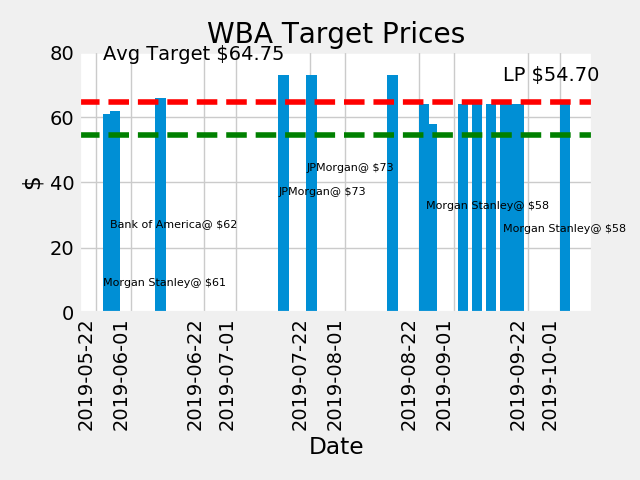 WBA Target Prices
Avg Target $64.75
LP $54.70
80
60
40
20
0
$
JPMorgan@ $73
JPMorgan@ $73
Morgan Stanley@ $58
Bank of America@ $62
Morgan Stanley@ $58
Morgan Stanley@ $61
2019-05-22
2019-06-01
2019-06-22
2019-07-01
2019-07-22
2019-08-01
2019-08-22
2019-09-01
2019-09-22
2019-10-01
Date